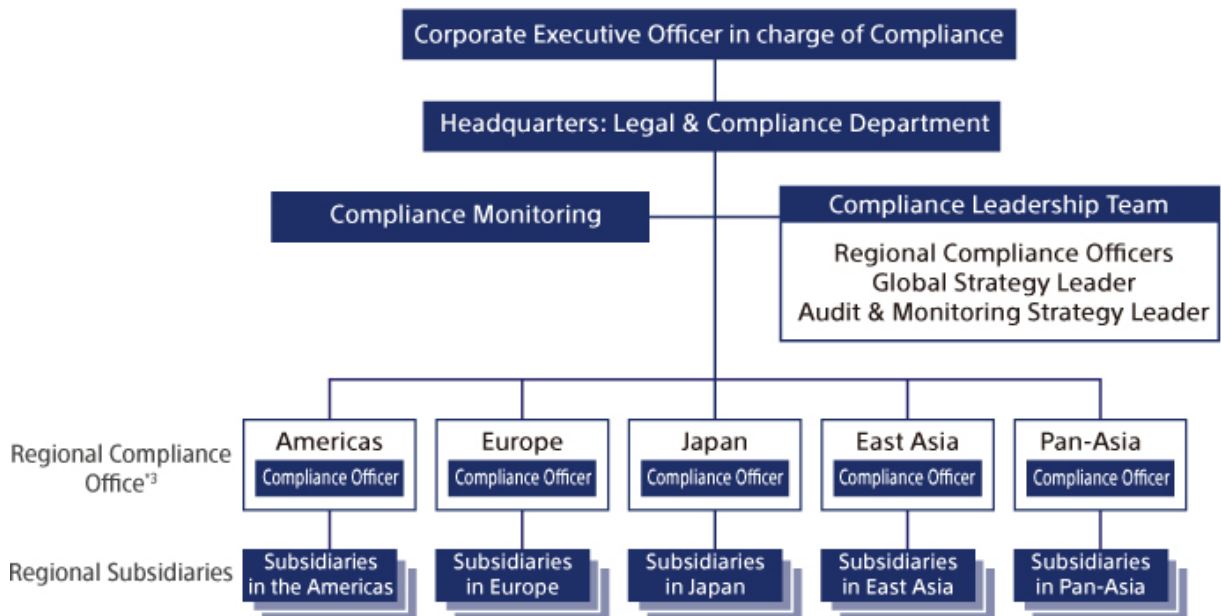 Corporate Executive Officer in charge of Compliance
Headquarters: Legal & Compliance Department
Compliance Monitoring
Compliance Leadership Team
Regional Compliance Officers
Global Strategy Leader
Audit & Monitoring Strategy Leader
Regional Compliance
Office*3
Americas
Compliance Officer
Europe
Compliance Officer
Japan
Compliance Officer
East Asia
Compliance Officer
Pan-Asia
Compliance Officer
Regional Subsidiaries
Subsidiaries
in the Americas
Subsidiaries
in Europe
Subsidiaries
in Japan
Subsidiaries
in East Asia
Subsidiaries
in Pan-Asia